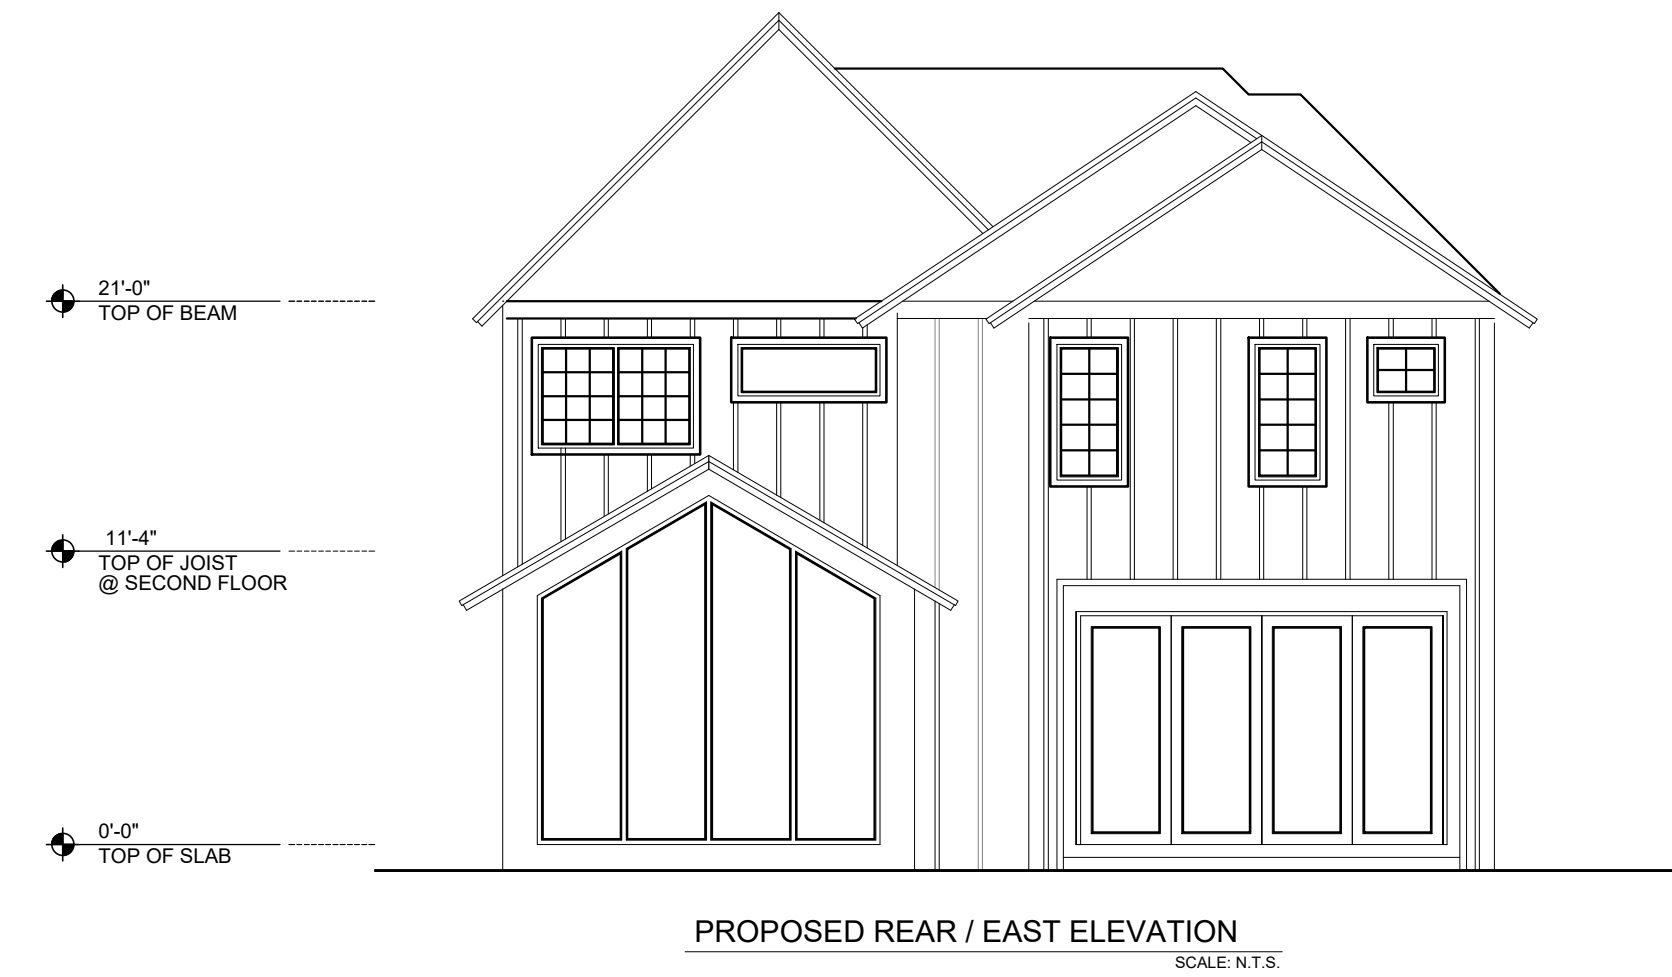 21'-0"
TOP OF BEAM
11'-4"
TOP OF JOIST
@ SECOND FLOOR
0'-0"
TOP OF SLAB
PROPOSED REAR / EAST ELEVATION
SCALE: N.T.S.